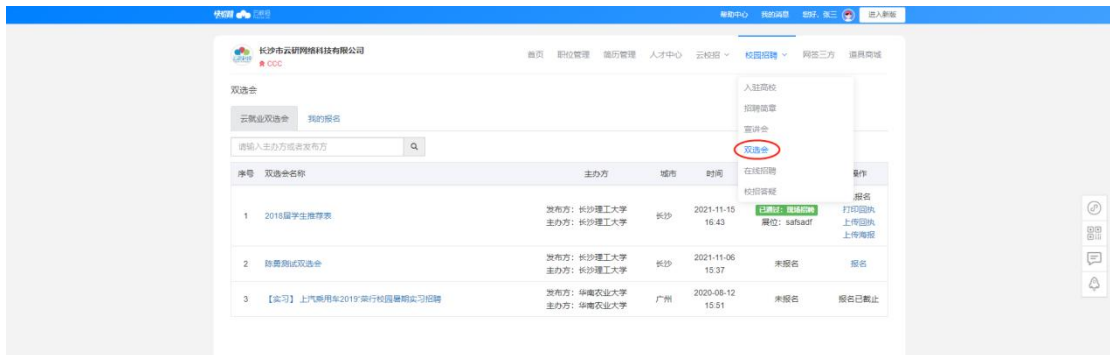 帮助中心 我的消息 您好，张三 进入新版
长沙市云研网络科技有限公司
CCC
首页 职位管理 简历管理 人才中心 云校招 校园招聘 网签三方 道具商城
入驻高校
招聘简章
宣讲会
双选会
在线招聘
校招答疑
双选会
云就业双选会 我的报名
请输入主办方或者发布方
序号 双选会名称 主办方 城市 时间 操作
1 2018届学生推荐表 发布方：长沙理工大学 主办方：长沙理工大学 长沙 2021-11-15 16:43 已通过：现场招聘 展位：safsadf 报名 打印回执 上传回执 上传海报
2 陈曼测试双选会 发布方：长沙理工大学 主办方：长沙理工大学 长沙 2021-11-06 15:37 未报名 报名
3 【实习】上汽乘用车2019"荣行校园暑期实习招聘 发布方：华南农业大学 主办方：华南农业大学 广州 2020-08-12 15:51 未报名 报名已截止